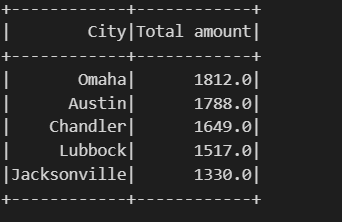 +------------+------------+
|        City|Total amount|
+------------+------------+
|       Omaha|      1812.0|
|      Austin|      1788.0|
|    Chandler|      1649.0|
|     Lubbock|      1517.0|
|Jacksonville|      1330.0|
+------------+------------+